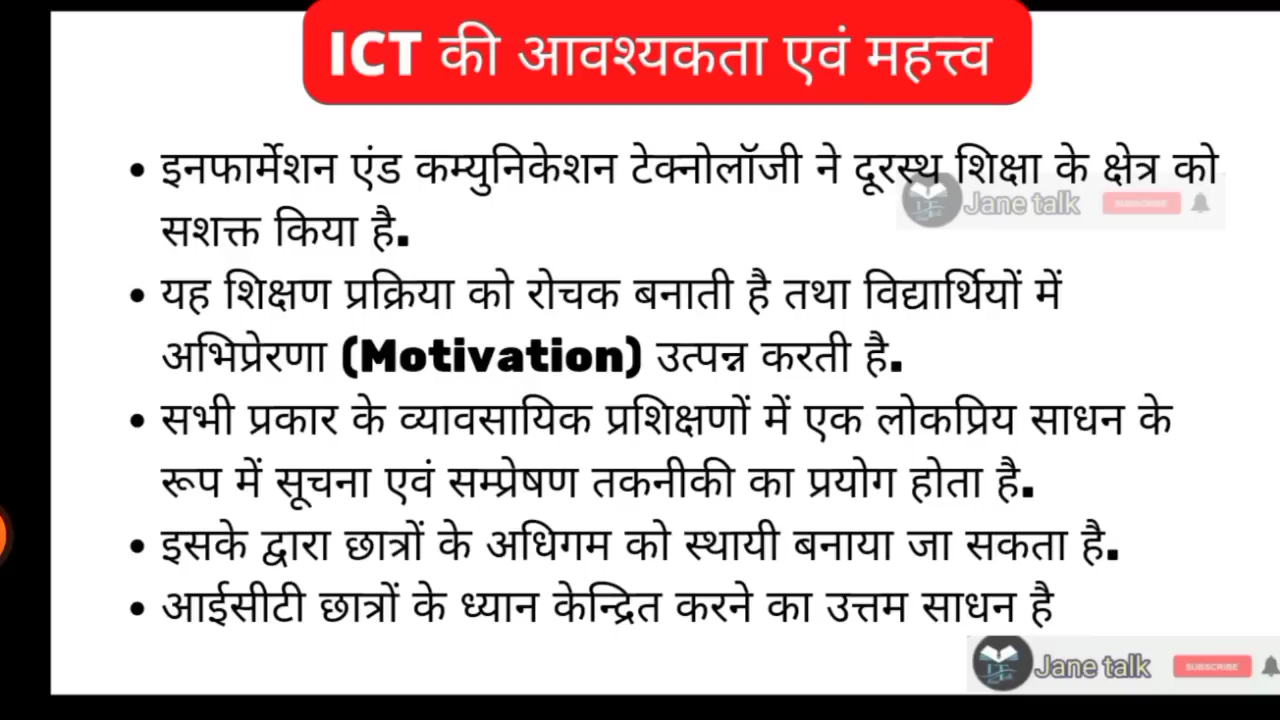 ICT की आवश्यकता एवं महत्त्व
• इनफार्मेशन एंड कम्युनिकेशन टेक्नोलॉजी ने दूरस्थ शिक्षा के क्षेत्र को
Jane talk SUBSCRIBE
सशक्त किया है.
• यह शिक्षण प्रक्रिया को रोचक बनाती है तथा विद्यार्थियों में
अभिप्रेरणा (Motivation) उत्पन्न करती है.
• सभी प्रकार के व्यावसायिक प्रशिक्षणों में एक लोकप्रिय साधन के
रूप में सूचना एवं सम्प्रेषण तकनीकी का प्रयोग होता है.
• इसके द्वारा छात्रों के अधिगम को स्थायी बनाया जा सकता है.
• आईसीटी छात्रों के ध्यान केन्द्रित करने का उत्तम साधन है
Jane talk SUBSCRIBE